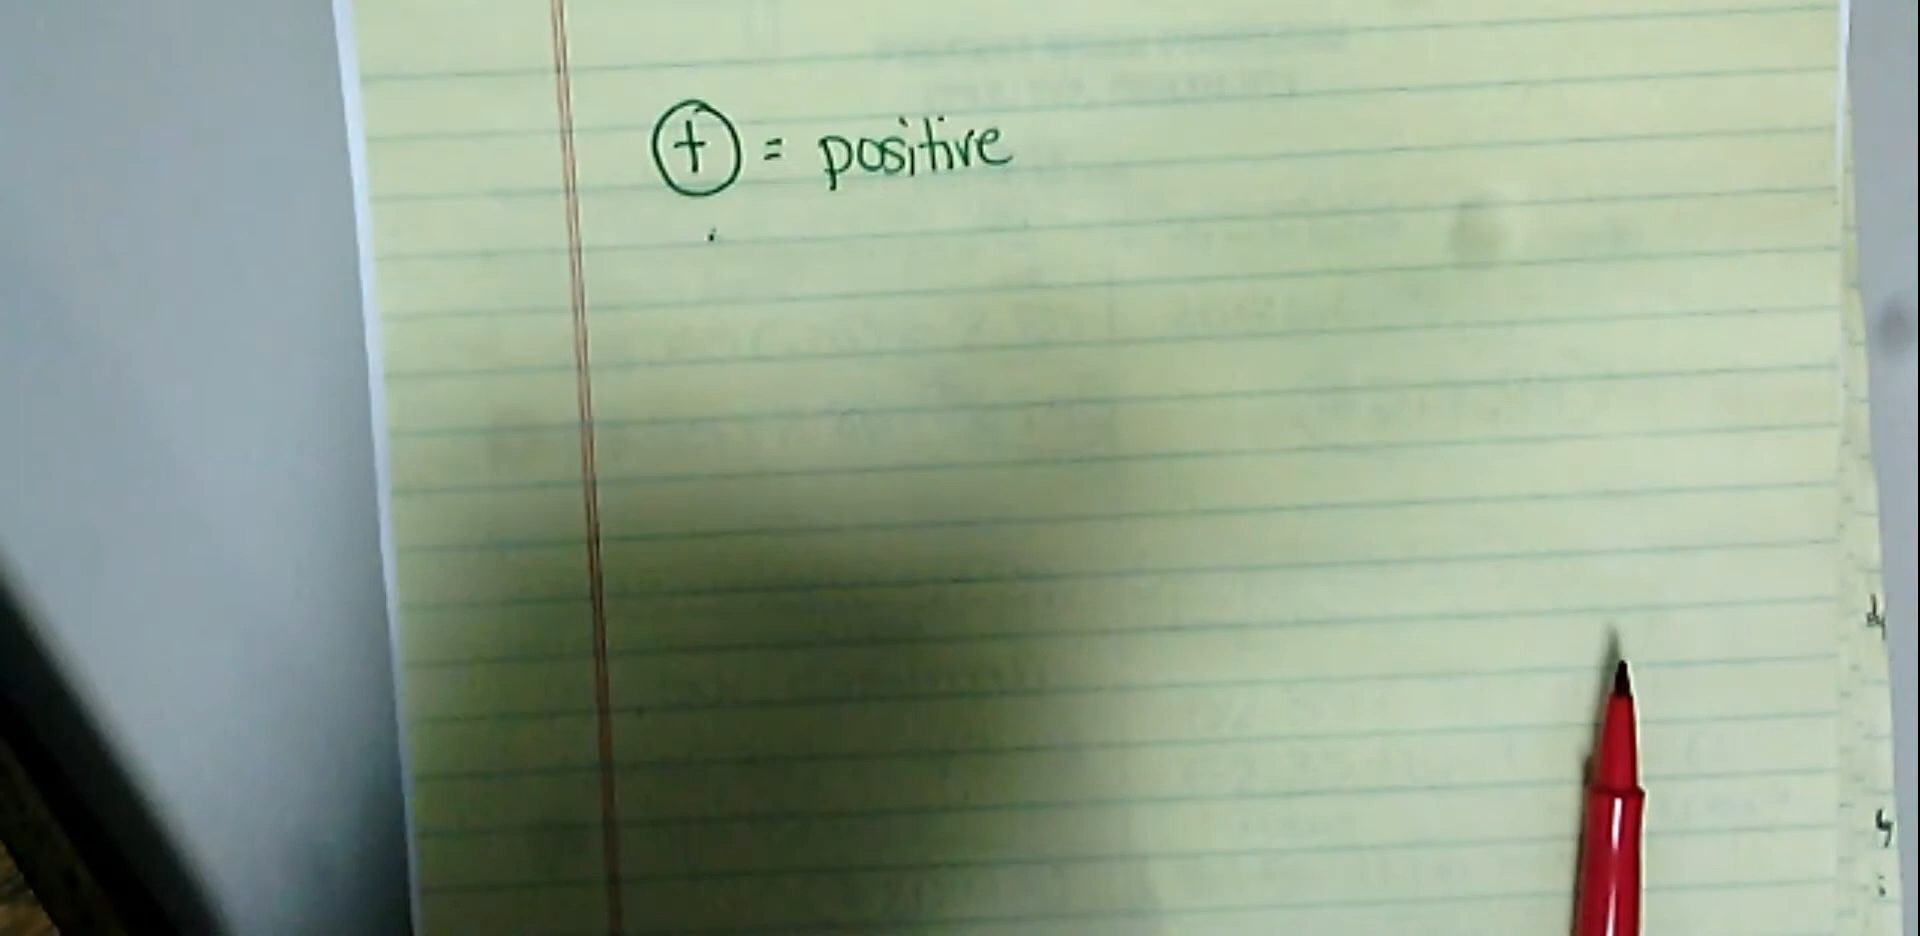 ⊕ = positive